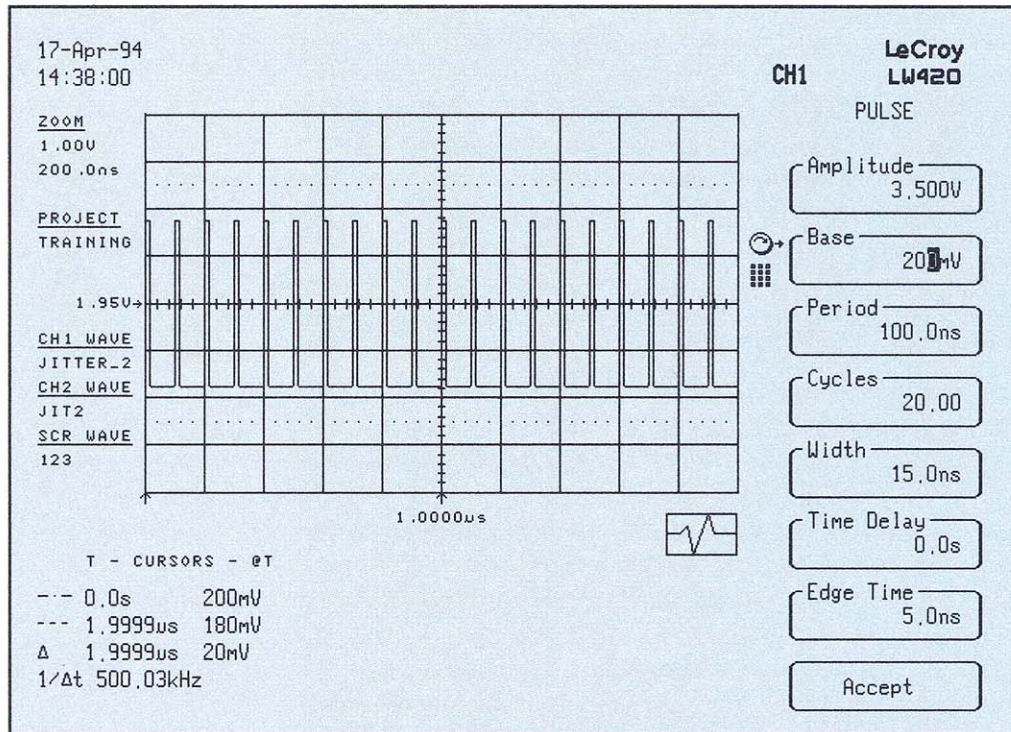 17-Apr-94
14:38:00
CH1
LeCroy
LW420
PULSE
ZOOM
1.00V
200.0ns
PROJECT
TRAINING
1.95V
CH1 WAVE
JITTER_2
CH2 WAVE
JIT2
SCR WAVE
123
1.0000µs
T - CURSORS - @T
0.0s 200mV
1.9999µs 180mV
Δ 1.9999µs 20mV
1/Δt 500.03kHz
Amplitude
3.500V
Base
200mV
Period
100.0ns
Cycles
20.00
Width
15.0ns
Time Delay
0.0s
Edge Time
5.0ns
Accept